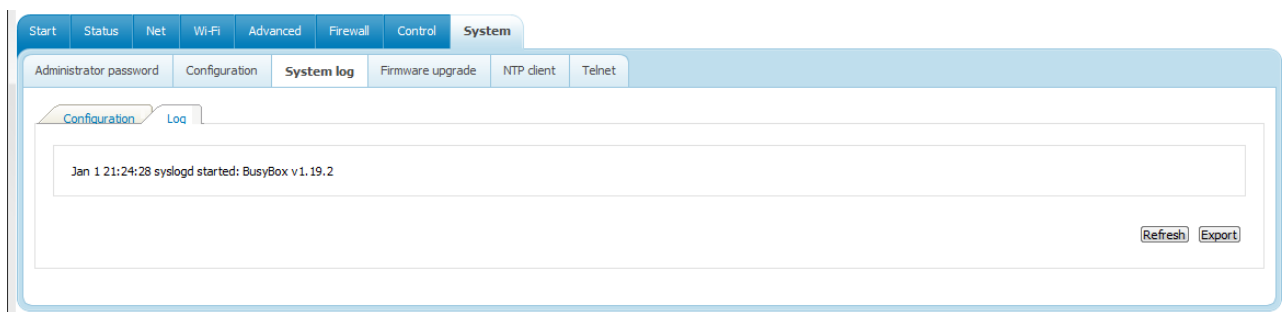 Start Status Net Wi-Fi Advanced Firewall Control System
Administrator password Configuration System log Firmware upgrade NTP client Telnet
Configuration Log
Jan 1 21:24:28 syslogd started: BusyBox v1.19.2
Refresh Export